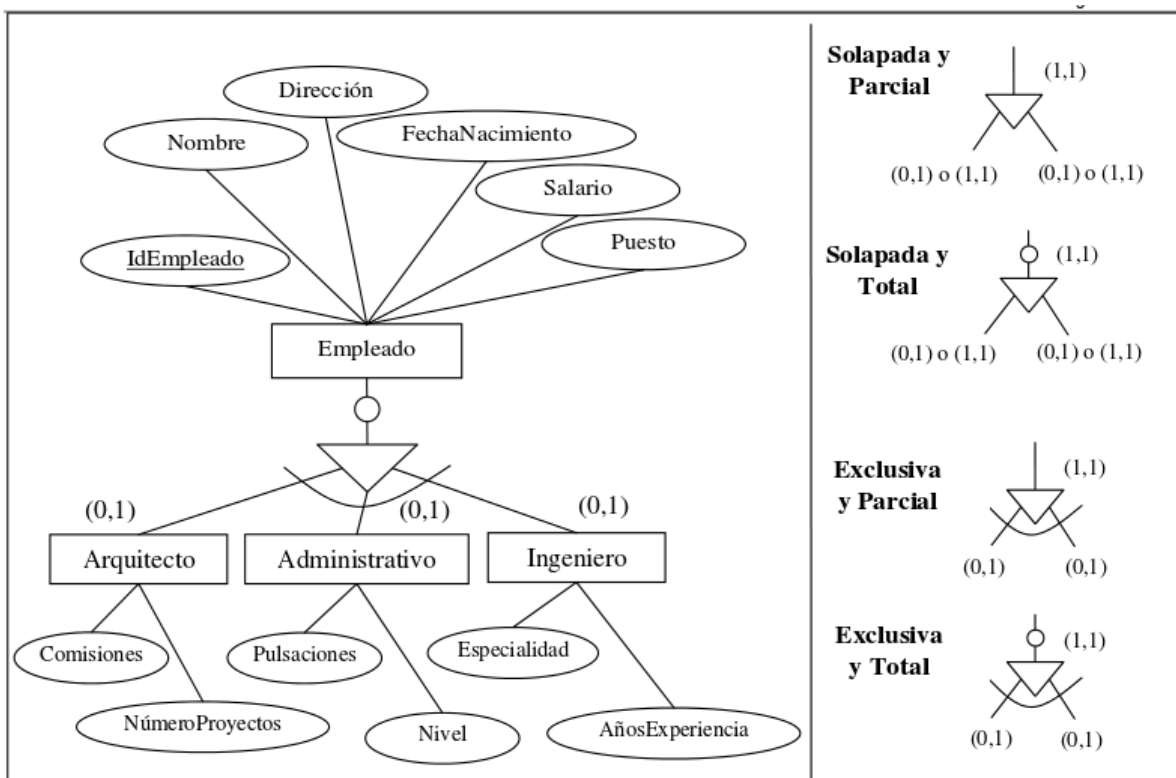 Dirección
Nombre
FechaNacimiento
Salario
IdEmpleado
Puesto
Empleado
(0,1)
(0,1)
(0,1)
Arquitecto
Administrativo
Ingeniero
Comisiones
Pulsaciones
Especialidad
NúmeroProyectos
Nivel
AñosExperiencia
Solapada y
Parcial
(1,1)
(0,1) o (1,1)
(0,1) o (1,1)
Solapada y
Total
(1,1)
(0,1) o (1,1)
(0,1) o (1,1)
Exclusiva
y Parcial
(1,1)
(0,1)
(0,1)
Exclusiva
y Total
(1,1)
(0,1)
(0,1)